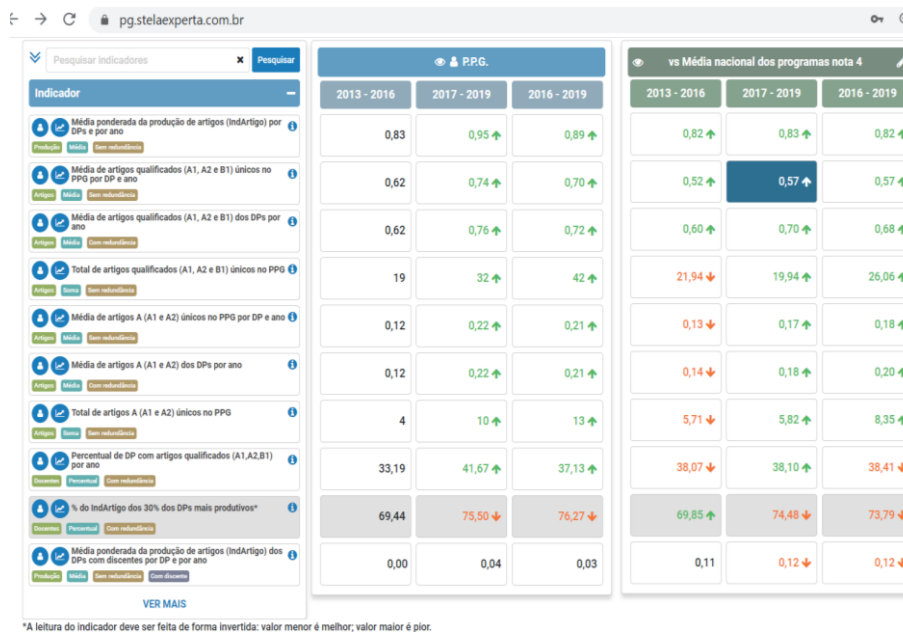 pg.stelaexperta.com.br
Pesquisar indicadores × Pesquisar
P.P.G.
vs Média nacional dos programas nota 4
Indicador
2013 - 2016 2017 - 2019 2016 - 2019
2013 - 2016 2017 - 2019 2016 - 2019
Média ponderada da produção de artigos (IndArtigo) por
DPs e por ano
Produção Média Sem redundância
0,83 0,95 0,89 0,82 0,83 0,82
Média de artigos qualificados (A1, A2 e B1) únicos no
PPG por DP e ano
Artigos Média Sem redundância
0,62 0,74 0,70 0,52 0,57 0,57
Média de artigos qualificados (A1, A2 e B1) dos DPs por
ano
Artigos Média Com redundância
0,62 0,76 0,72 0,60 0,70 0,68
Total de artigos qualificados (A1, A2 e B1) únicos no PPG
Artigos Soma Sem redundância
19 32 42 21,94 19,94 26,06
Média de artigos A (A1 e A2) únicos no PPG por DP e ano
Artigos Média Sem redundância
0,12 0,22 0,21 0,13 0,17 0,18
Média de artigos A (A1 e A2) dos DPs por ano
Artigos Média Com redundância
0,12 0,22 0,21 0,14 0,18 0,20
Total de artigos A (A1 e A2) únicos no PPG
Artigos Soma Sem redundância
4 10 13 5,71 5,82 8,35
Percentual de DP com artigos qualificados (A1,A2,B1)
por ano
Docentes Percentual Com redundância
33,19 41,67 37,13 38,07 38,10 38,41
% do IndArtigo dos 30% dos DPs mais produtivos*
Docentes Percentual Com redundância
69,44 75,50 76,27 69,85 74,48 73,79
Média ponderada da produção de artigos (IndArtigo) dos
DPs com discentes por DP e por ano
Produção Média Sem redundância Com discente
0,00 0,04 0,03 0,11 0,12 0,12
VER MAIS
*A leitura do indicador deve ser feita de forma invertida: valor menor é melhor; valor maior é pior.